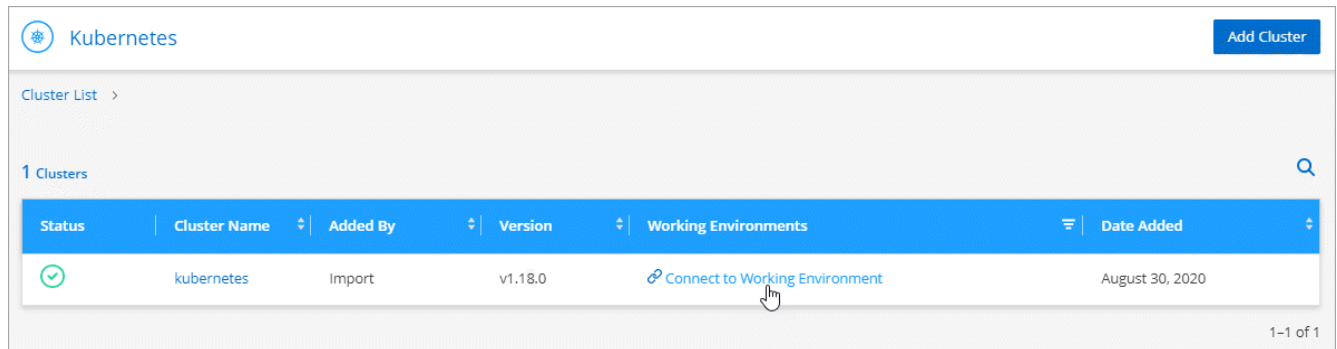 Kubernetes
Add Cluster
Cluster List >
1 Clusters
Status Cluster Name Added By Version Working Environments Date Added
kubernetes Import v1.18.0 Connect to Working Environment August 30, 2020
1–1 of 1